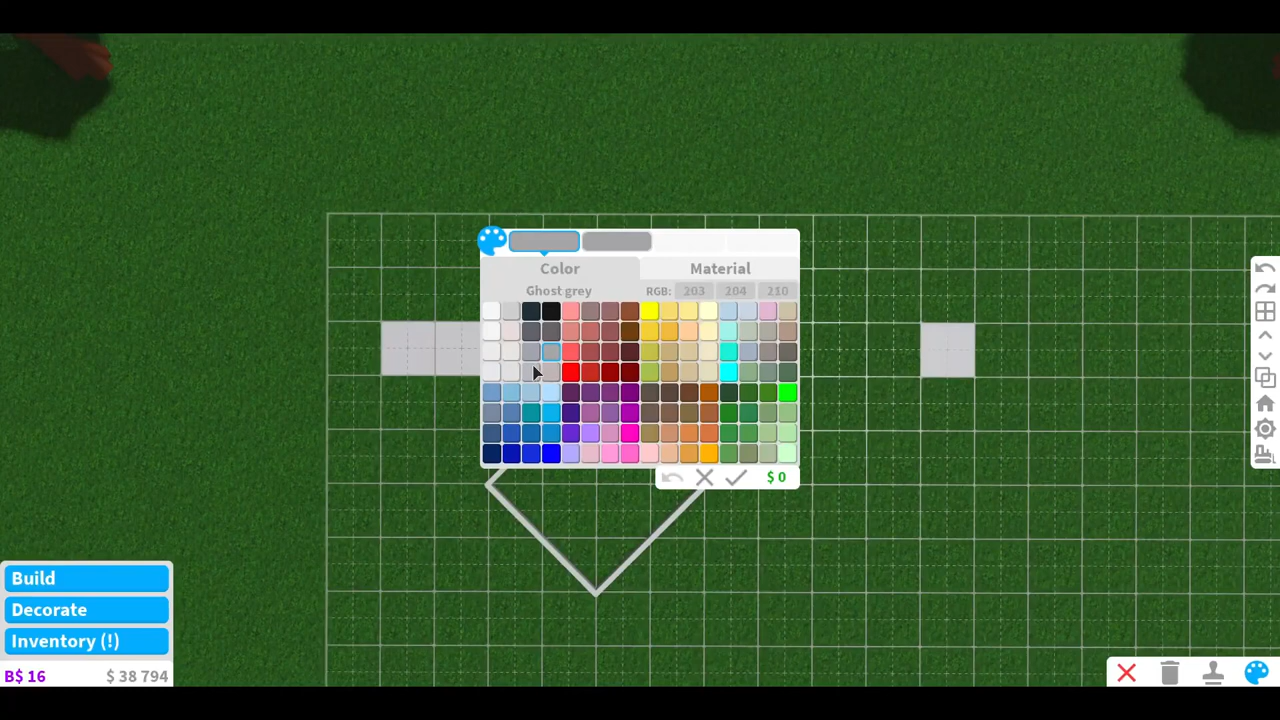 Color
Material
Ghost grey
RGB: 203 204 210
$ 0
Build
Decorate
Inventory (!)
B$ 16 $ 38 794